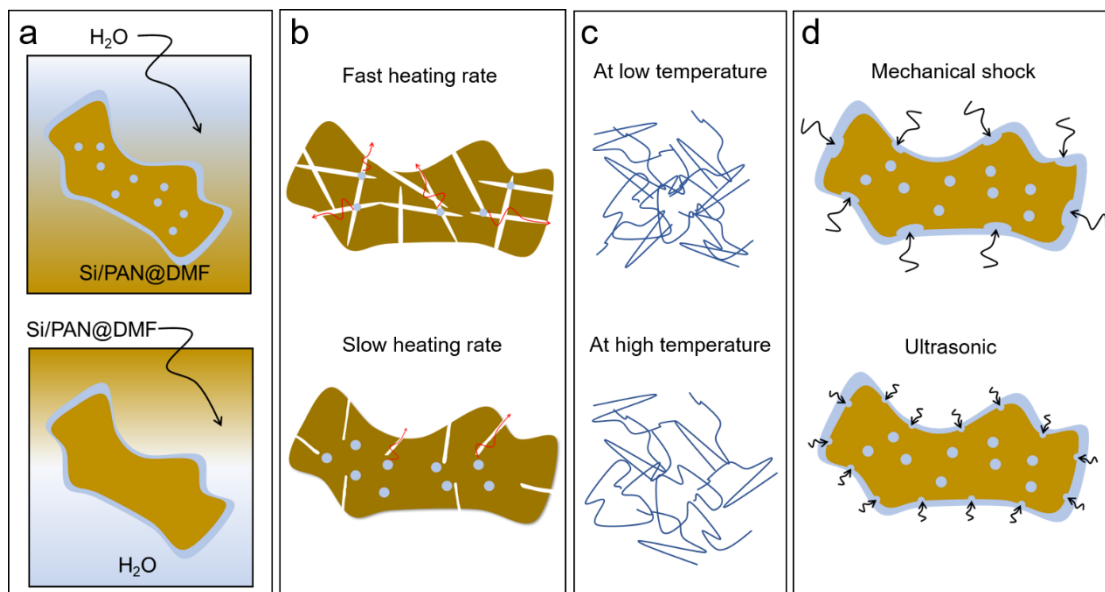 a
H₂O
Si/PAN@DMF
Si/PAN@DMF
H₂O
b
Fast heating rate
Slow heating rate
c
At low temperature
At high temperature
d
Mechanical shock
Ultrasonic